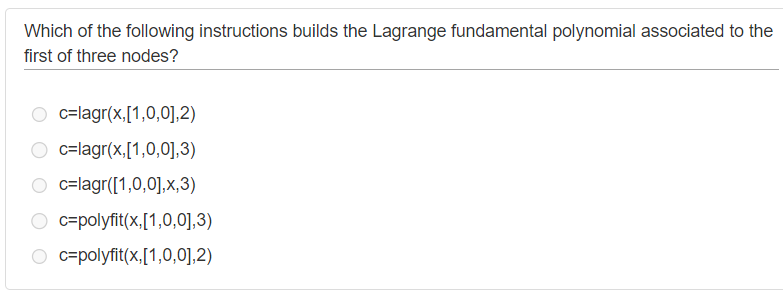 Which of the following instructions builds the Lagrange fundamental polynomial associated to the
first of three nodes?
c=lagr(x,[1,0,0],2)
c=lagr(x,[1,0,0],3)
c=lagr([1,0,0],x,3)
c=polyfit(x,[1,0,0],3)
c=polyfit(x,[1,0,0],2)